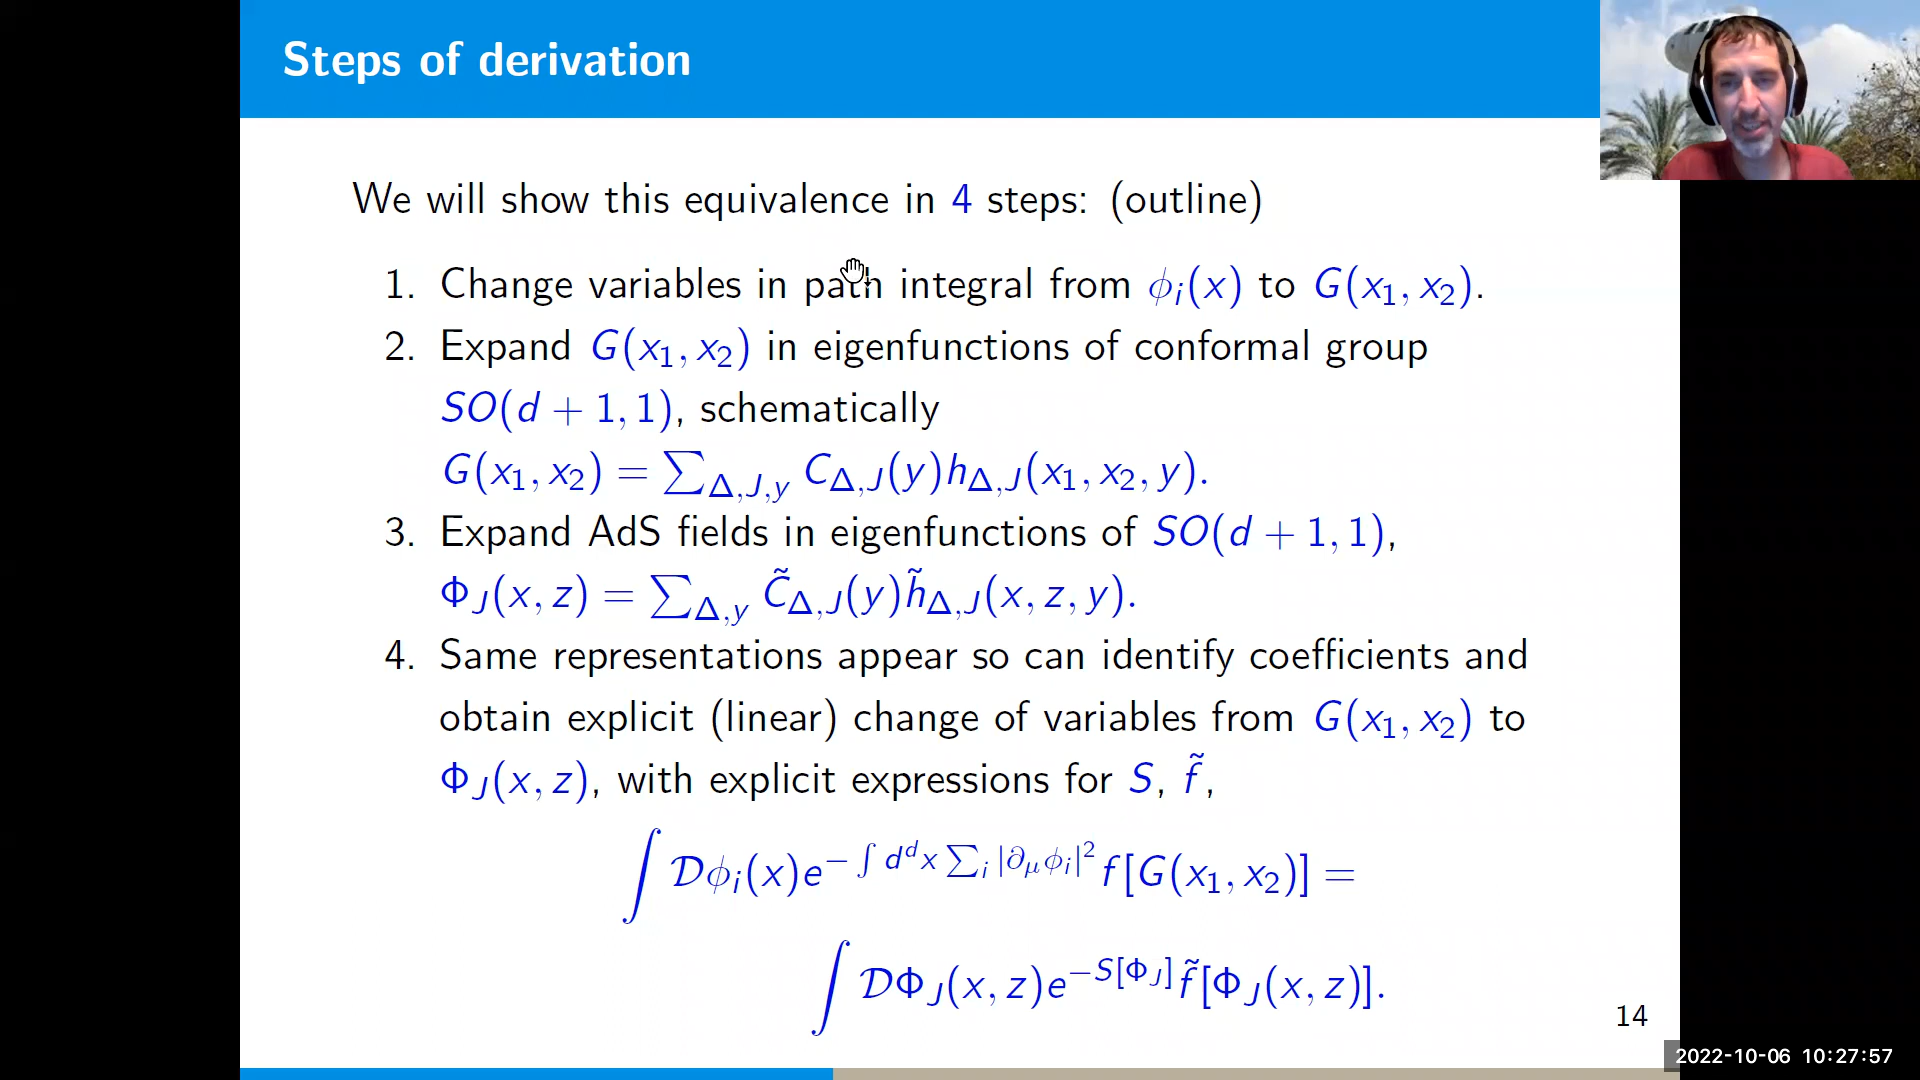 Steps of derivation
We will show this equivalence in 4 steps: (outline)
1. Change variables in path integral from ϕ_i(x) to G(x_1, x_2).
2. Expand G(x_1, x_2) in eigenfunctions of conformal group
SO(d + 1, 1), schematically
G(x_1, x_2) = ∑_{Δ,J,y} C_{Δ,J}(y)h_{Δ,J}(x_1, x_2, y).
3. Expand AdS fields in eigenfunctions of SO(d + 1, 1),
Φ_J(x, z) = ∑_{Δ,y} C̃_{Δ,J}(y)h̃_{Δ,J}(x, z, y).
4. Same representations appear so can identify coefficients and
obtain explicit (linear) change of variables from G(x_1, x_2) to
Φ_J(x, z), with explicit expressions for S, f̃,
∫ 𝒟ϕ_i(x)e^{−∫ d^d x ∑_i |∂_μ ϕ_i|^2} f[G(x_1, x_2)] =
∫ 𝒟Φ_J(x, z)e^{−S[Φ_J]} f̃[Φ_J(x, z)].
14
2022-10-06 10:27:57